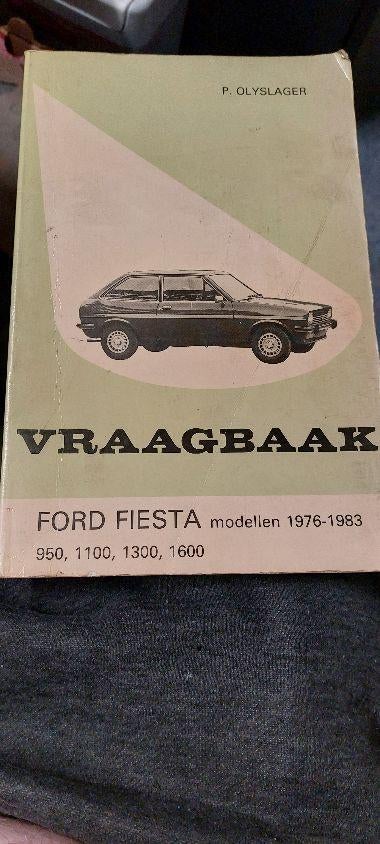 P. OLYSLAGER
VRAAGBAAK
FORD FIESTA modellen 1976-1983
950, 1100, 1300, 1600